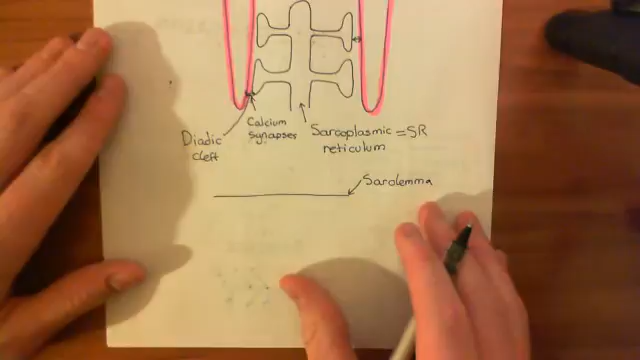 Calcium
Synapses
Diadic
cleft
Sarcoplasmic = SR
reticulum
Sarolemma